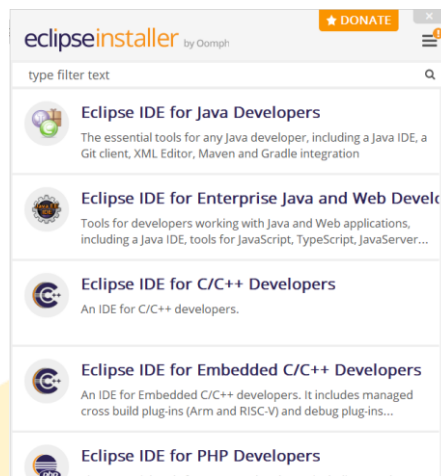 ★ DONATE
eclipseinstaller by Oomph
type filter text
Eclipse IDE for Java Developers
The essential tools for any Java developer, including a Java IDE, a
Git client, XML Editor, Maven and Gradle integration
Eclipse IDE for Enterprise Java and Web Develo
Tools for developers working with Java and Web applications,
including a Java IDE, tools for JavaScript, TypeScript, JavaServer...
Eclipse IDE for C/C++ Developers
An IDE for C/C++ developers.
Eclipse IDE for Embedded C/C++ Developers
An IDE for Embedded C/C++ developers. It includes managed
cross build plug-ins (Arm and RISC-V) and debug plug-ins...
Eclipse IDE for PHP Developers